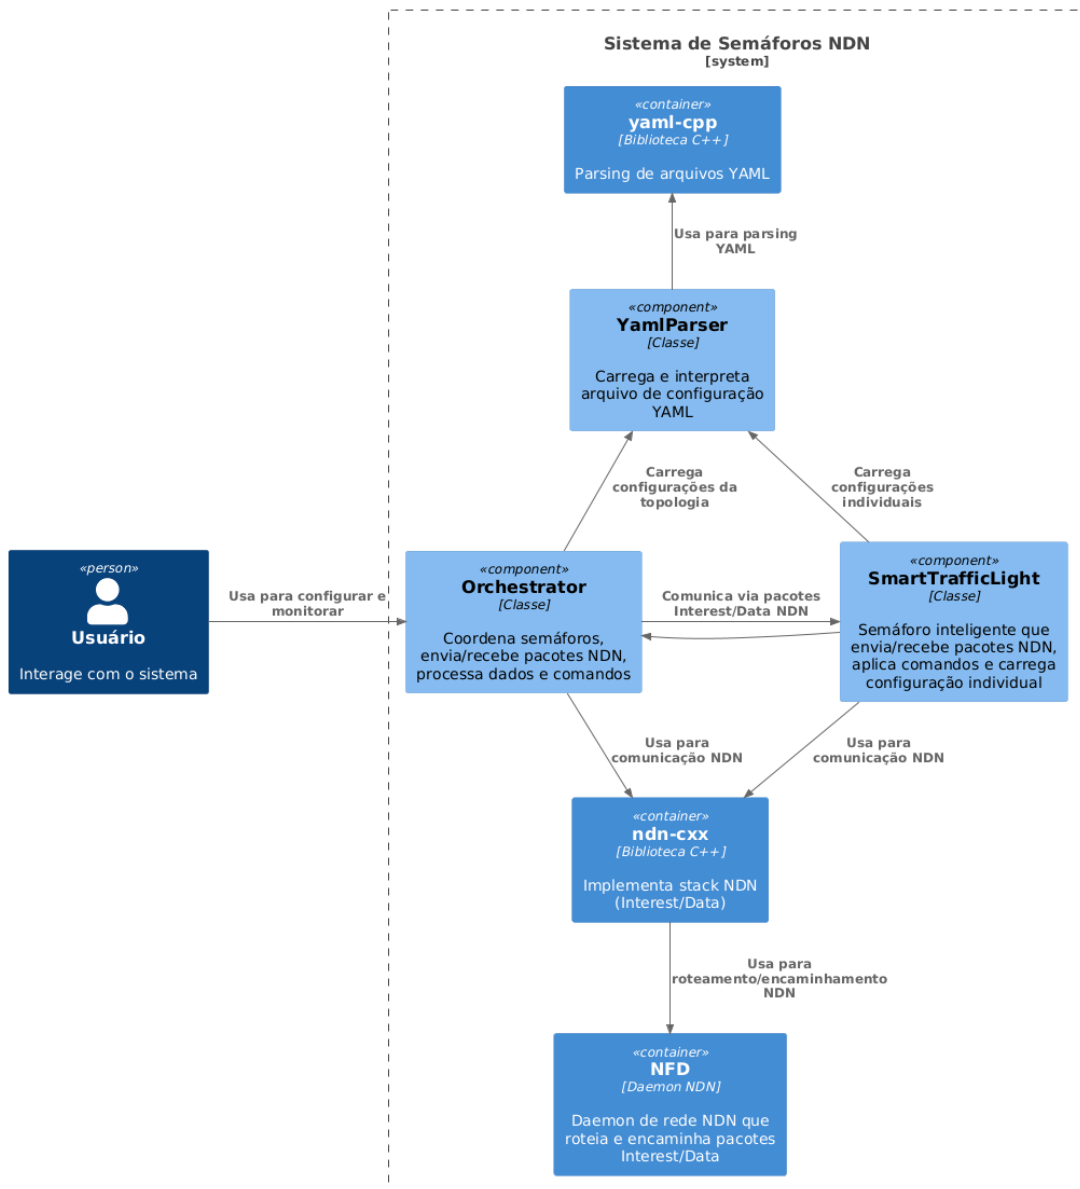 Sistema de Semáforos NDN
[system]
«container»
yaml-cpp
[Biblioteca C++]
Parsing de arquivos YAML
Usa para parsing
YAML
«component»
YamlParser
[Classe]
Carrega e interpreta
arquivo de configuração
YAML
Carrega
configurações da
topologia
Carrega
configurações
individuais
«person»
Usuário
Interage com o sistema
Usa para configurar e
monitorar
«component»
Orchestrator
[Classe]
Coordena semáforos,
envia/recebe pacotes NDN,
processa dados e comandos
Comunica via pacotes
Interest/Data NDN
«component»
SmartTrafficLight
[Classe]
Semáforo inteligente que
envia/recebe pacotes NDN,
aplica comandos e carrega
configuração individual
Usa para
comunicação NDN
Usa para
comunicação NDN
«container»
ndn-cxx
[Biblioteca C++]
Implementa stack NDN
(Interest/Data)
Usa para
roteamento/encaminhamento
NDN
«container»
NFD
[Daemon NDN]
Daemon de rede NDN que
roteia e encaminha pacotes
Interest/Data